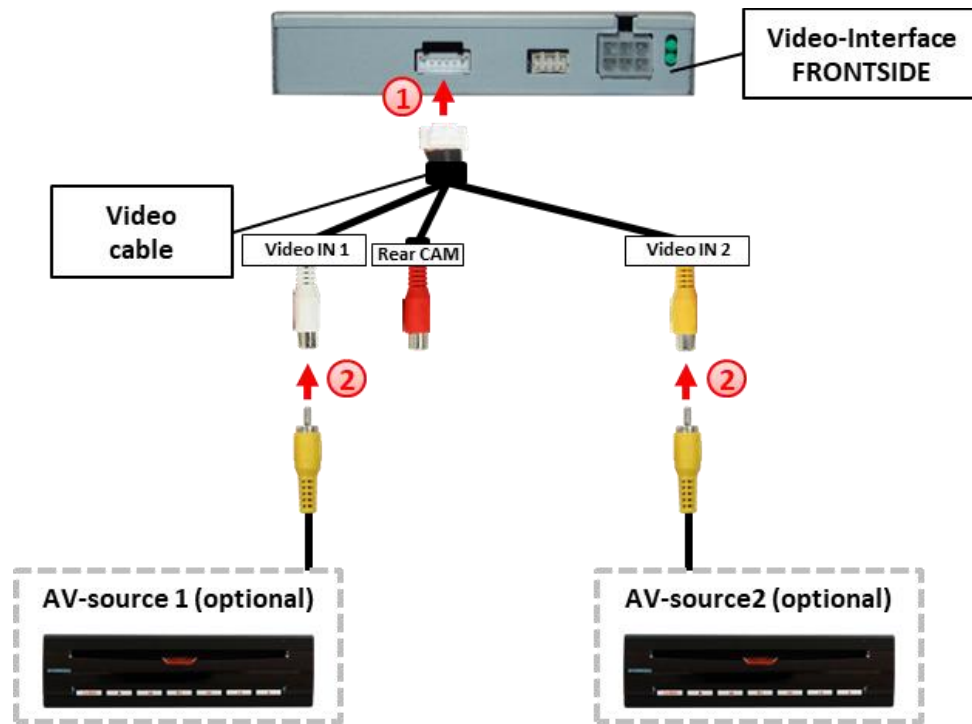 Video-Interface
FRONTSIDE
1
Video
cable
Video IN 1
Rear CAM
Video IN 2
2
2
AV-source 1 (optional)
AV-source2 (optional)